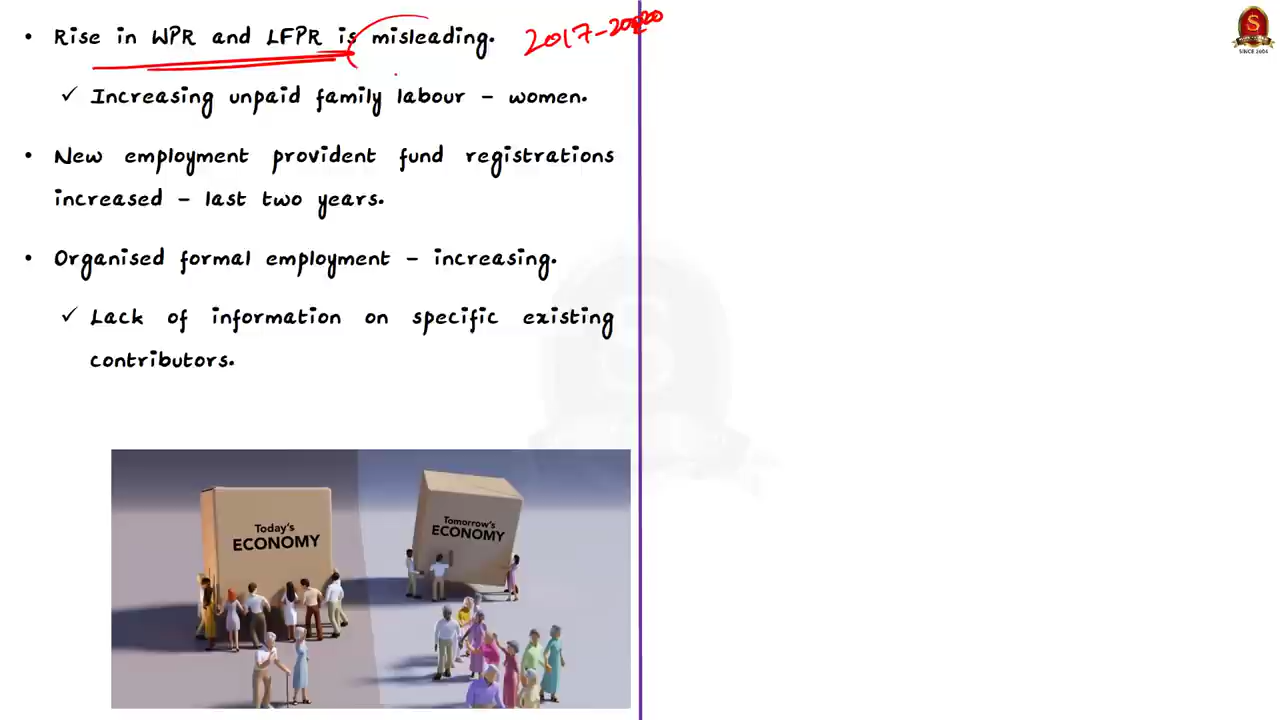 • Rise in WPR and LFPR is misleading. 2017-2020
✓ Increasing unpaid family labour – women.
• New employment provident fund registrations
increased – last two years.
• Organised formal employment – increasing.
✓ Lack of information on specific existing
contributors.
Today's
ECONOMY
Tomorrow's
ECONOMY
S
SINCE 2004